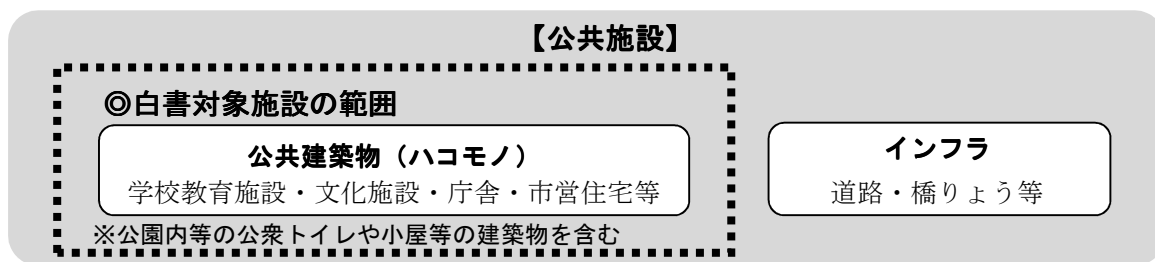 【公共施設】
◎白書対象施設の範囲
公共建築物（ハコモノ）
学校教育施設・文化施設・庁舎・市営住宅等
※公園内等の公衆トイレや小屋等の建築物を含む
インフラ
道路・橋りょう等